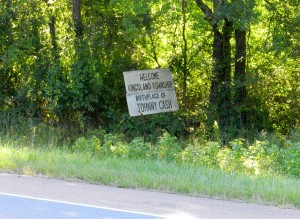 WELCOME
KINGSLAND TOWNSHIP
BIRTHPLACE OF
JOHNNY CASH